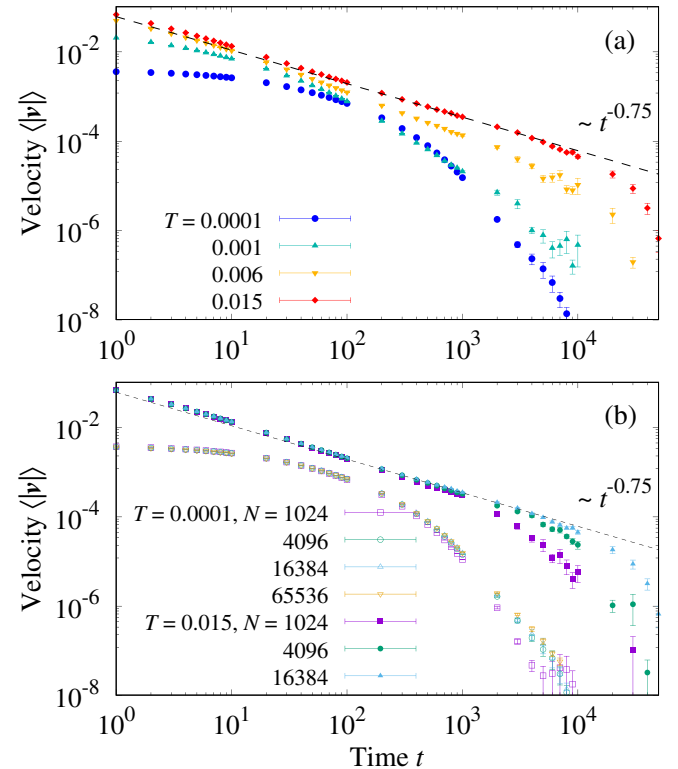 (a)
10^-2
10^-4
10^-6
10^-8
Velocity ⟨|v|⟩
~ t^-0.75
T = 0.0001
0.001
0.006
0.015
10^0 10^1 10^2 10^3 10^4
(b)
10^-2
10^-4
10^-6
10^-8
Velocity ⟨|v|⟩
~ t^-0.75
T = 0.0001, N = 1024
4096
16384
65536
T = 0.015, N = 1024
4096
16384
10^0 10^1 10^2 10^3 10^4
Time t